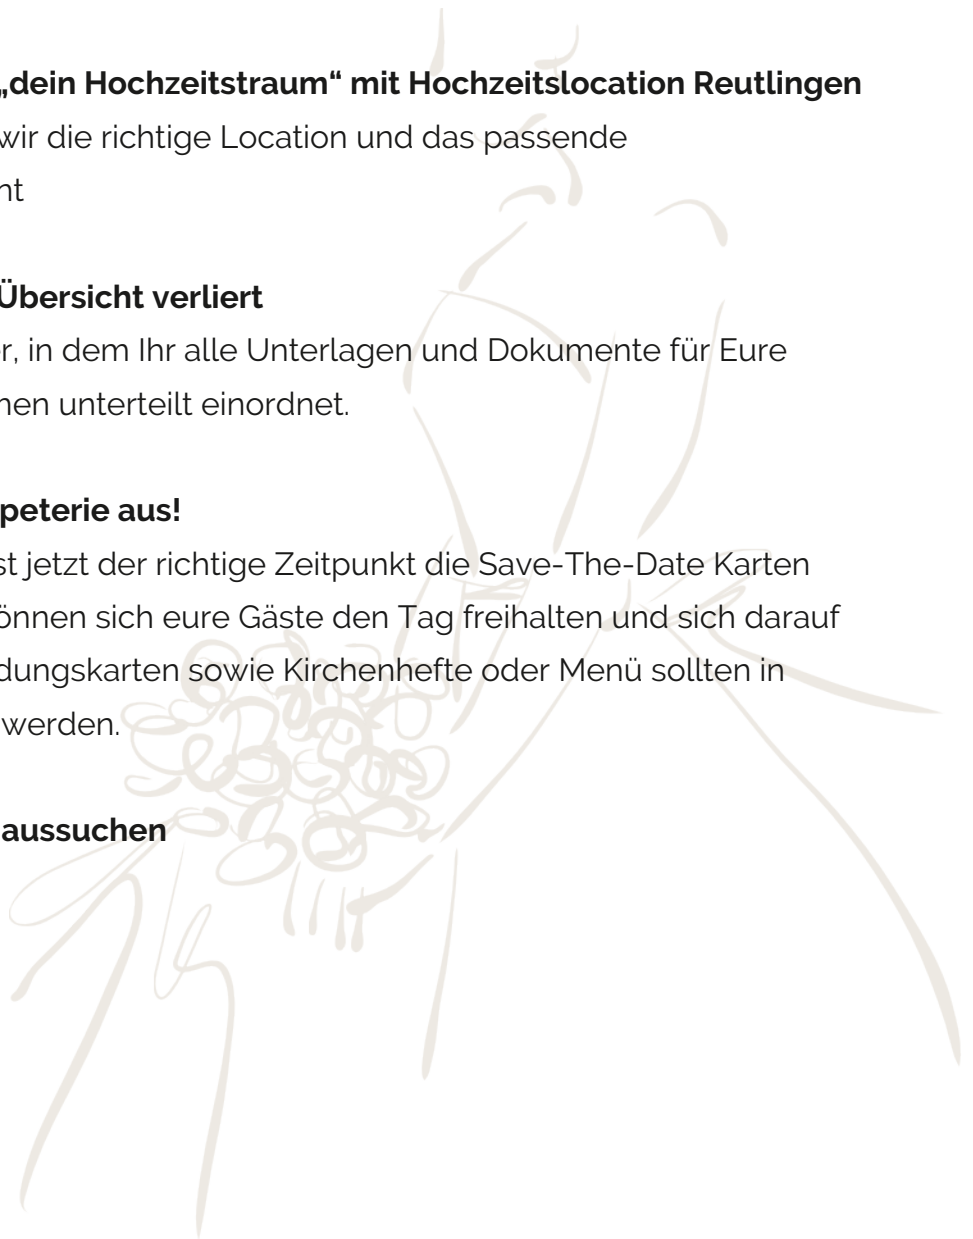 „dein Hochzeitstraum“ mit Hochzeitslocation Reutlingen
wir die richtige Location und das passende
nt
Übersicht verliert
r, in dem Ihr alle Unterlagen und Dokumente für Eure
nen unterteilt einordnet.
peterie aus!
st jetzt der richtige Zeitpunkt die Save-The-Date Karten
önnen sich eure Gäste den Tag freihalten und sich darauf
dungskarten sowie Kirchenhefte oder Menü sollten in
werden.
aussuchen